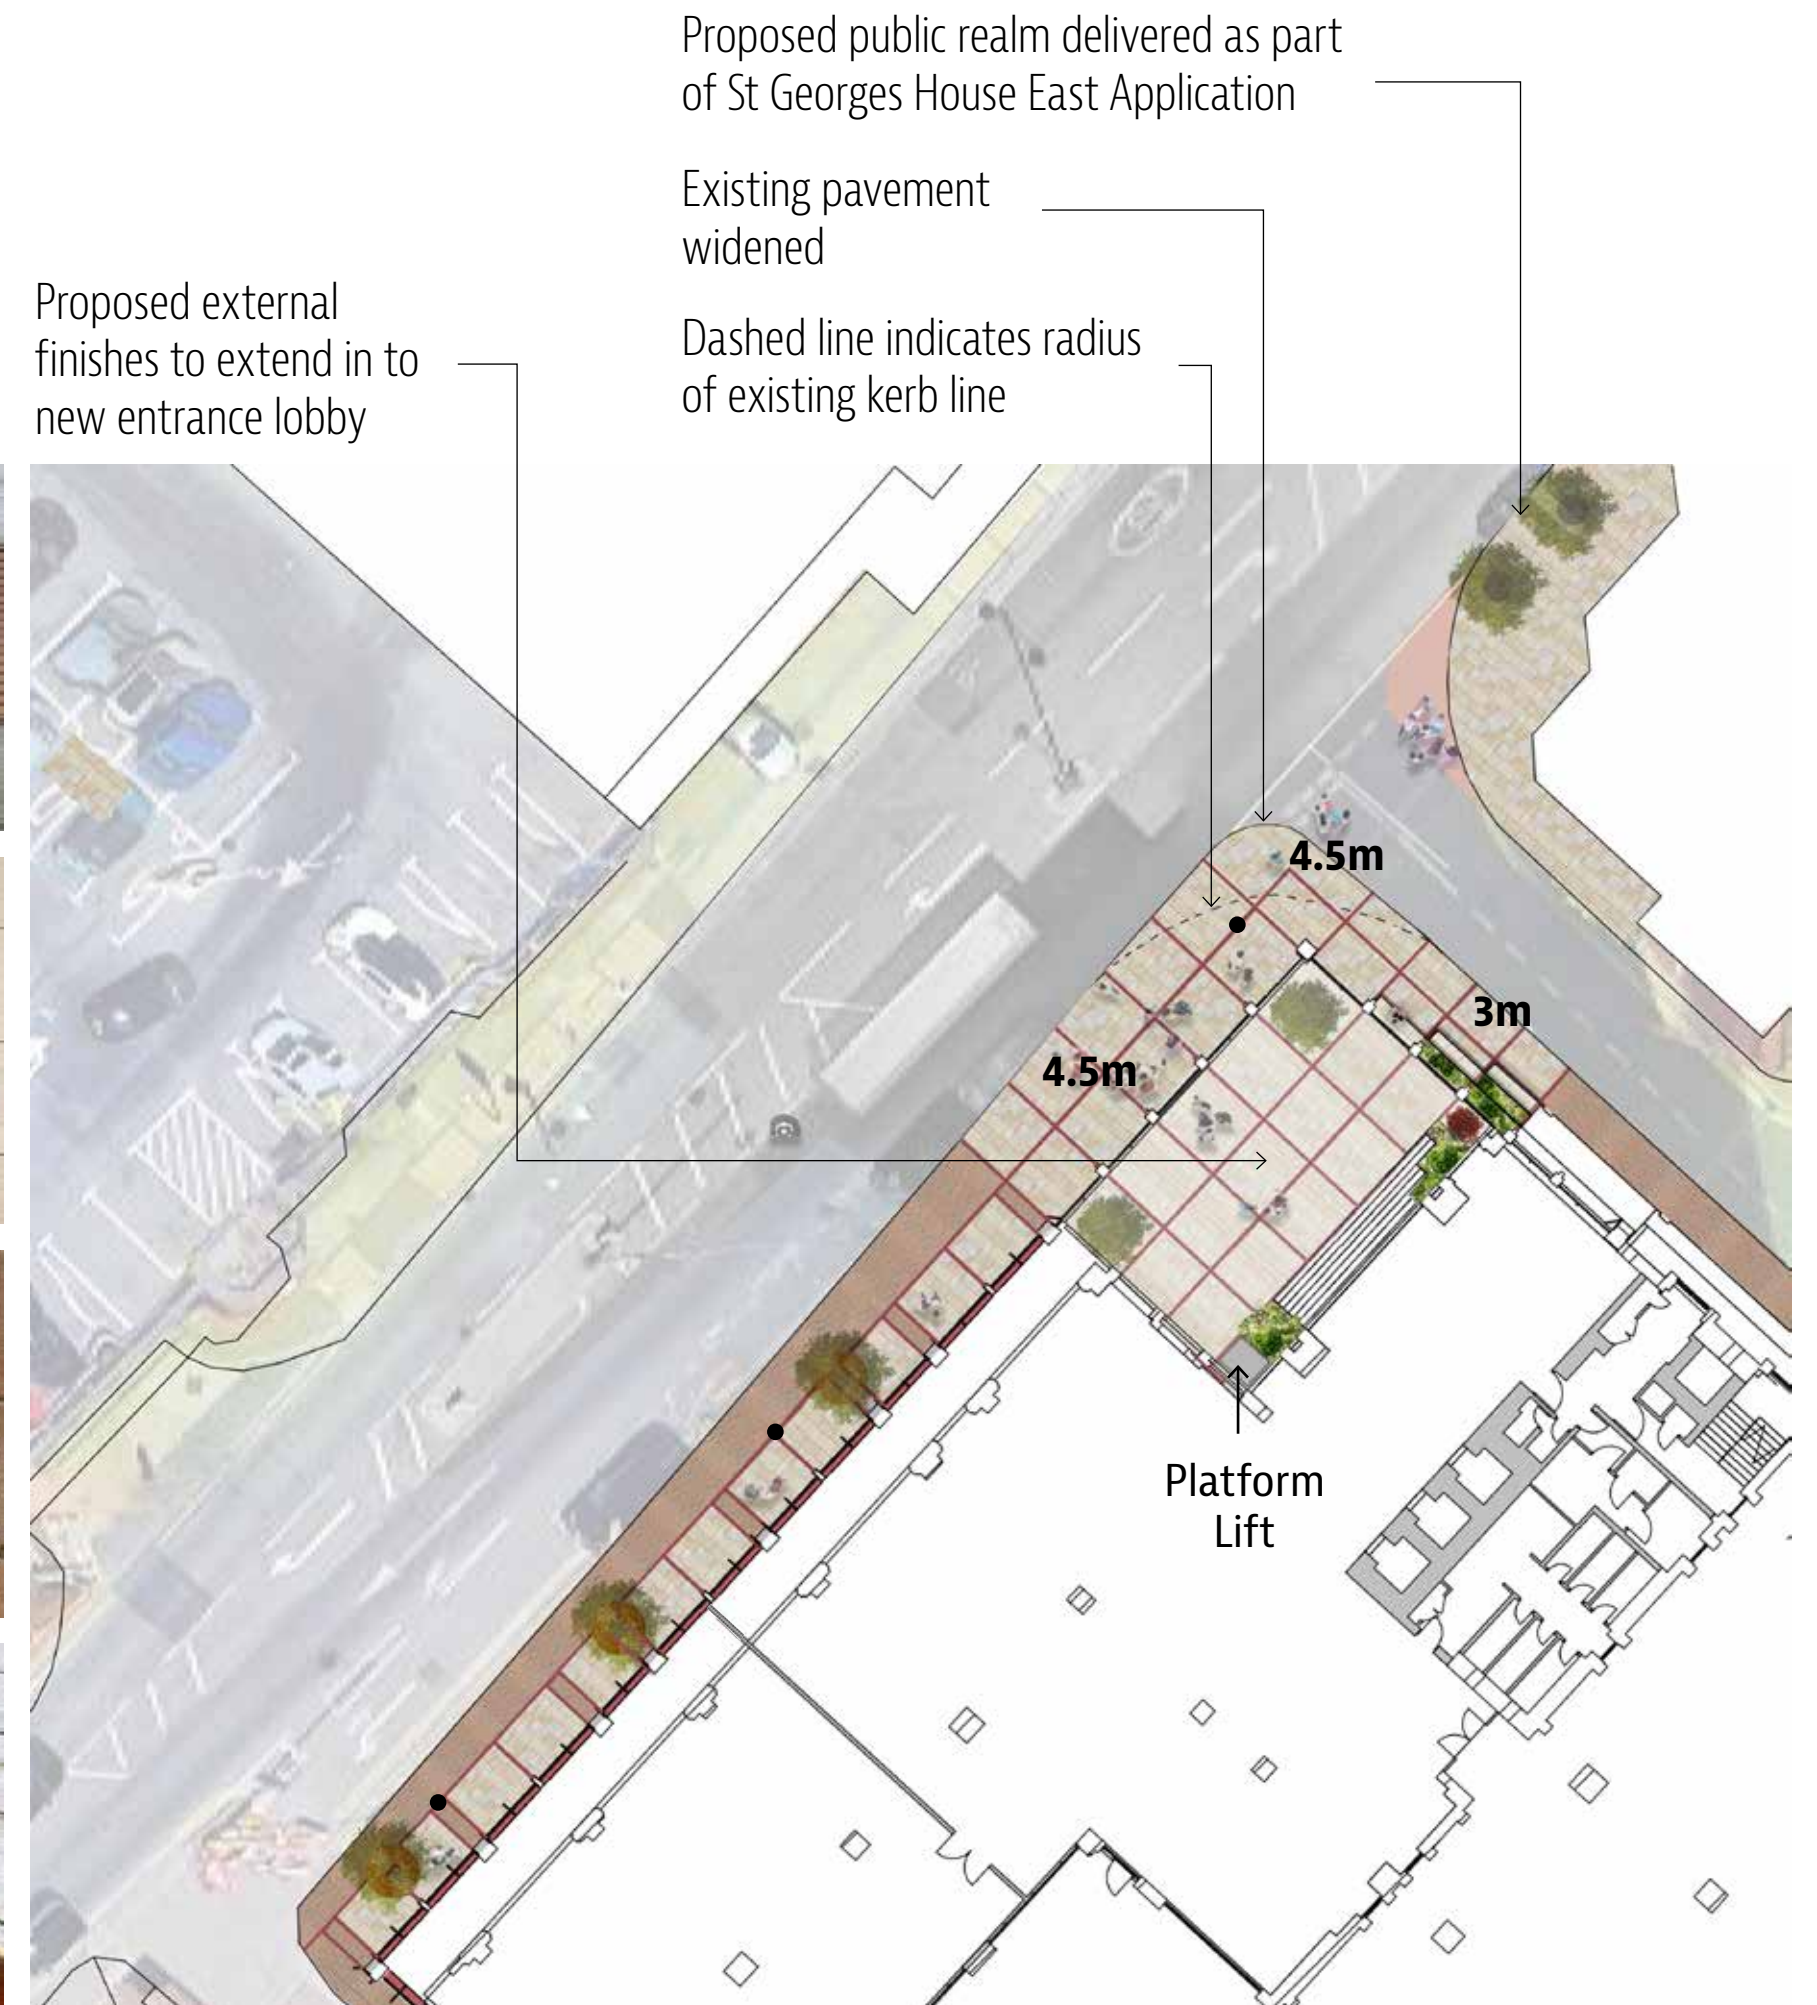 Proposed public realm delivered as part
of St Georges House East Application
Existing pavement
widened
Dashed line indicates radius
of existing kerb line
Proposed external
finishes to extend in to
new entrance lobby
4.5m
3m
4.5m
Platform
Lift